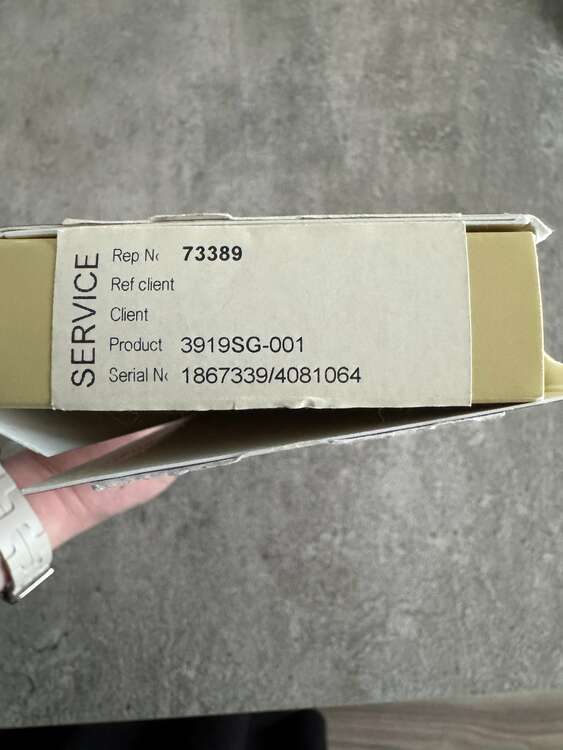 SERVICE
Rep No 73389
Ref client
Client
Product 3919SG-001
Serial No 1867339/4081064